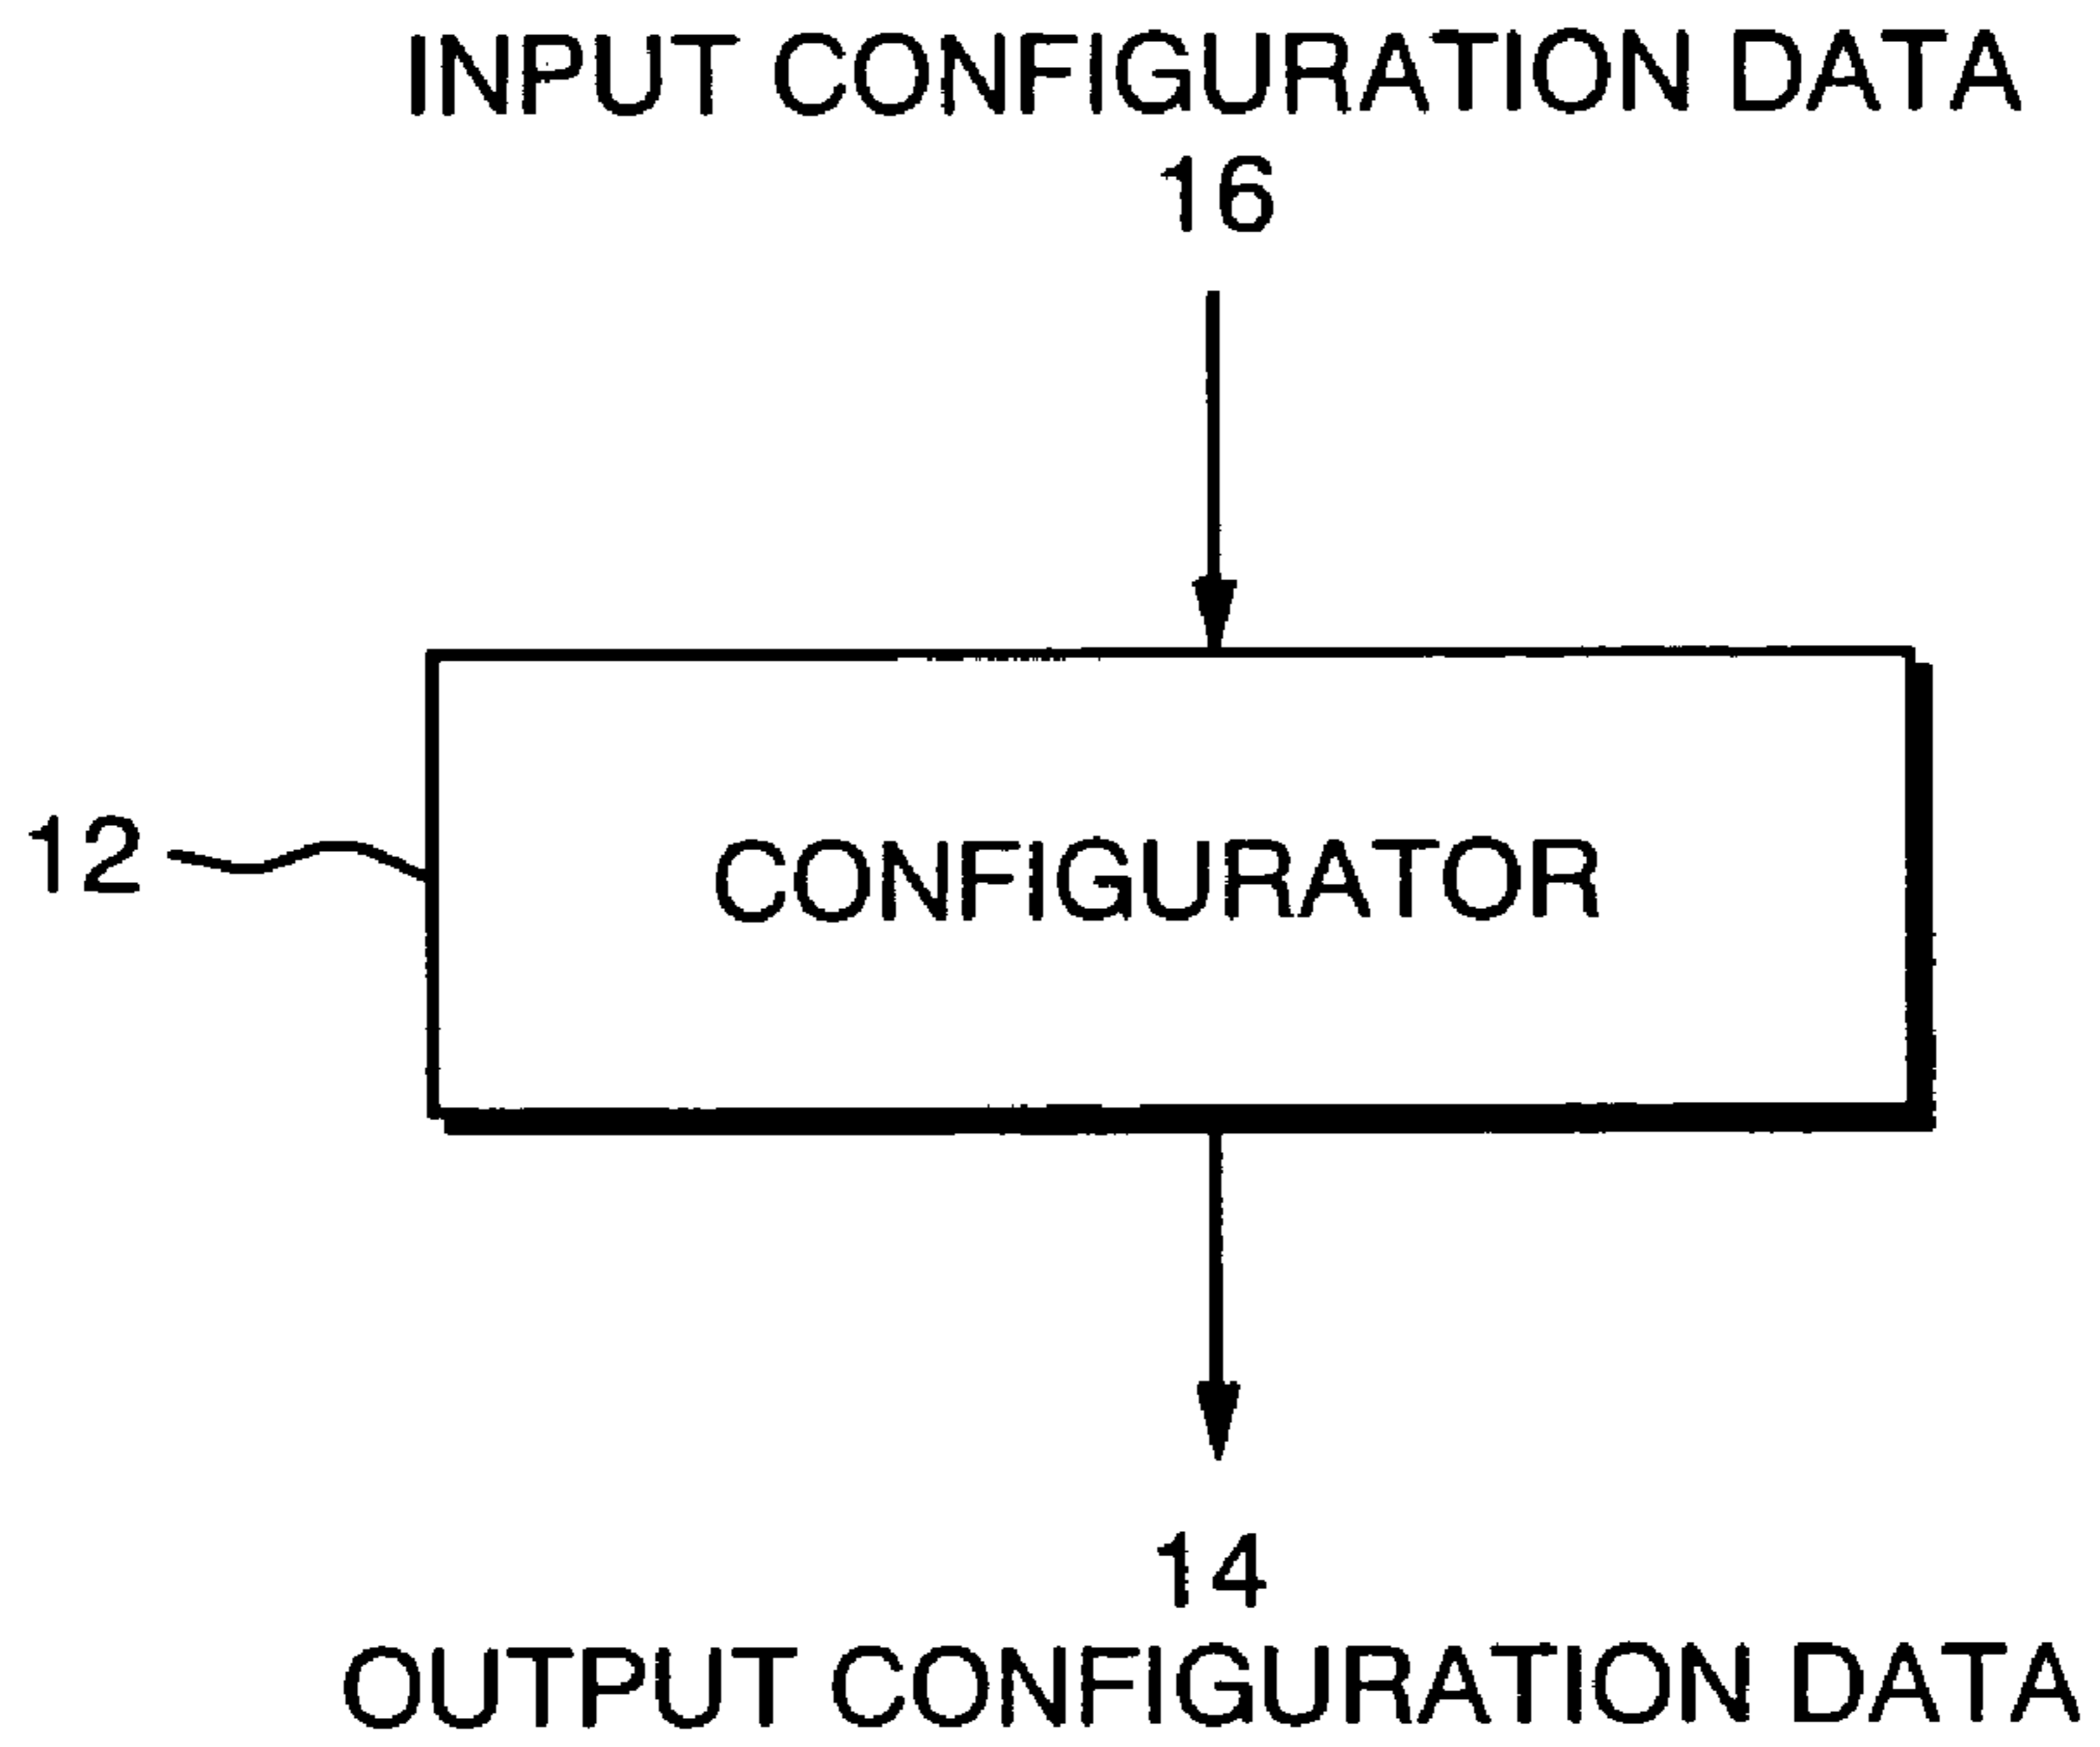 INPUT CONFIGURATION DATA
16
12
CONFIGURATOR
14
OUTPUT CONFIGURATION DATA